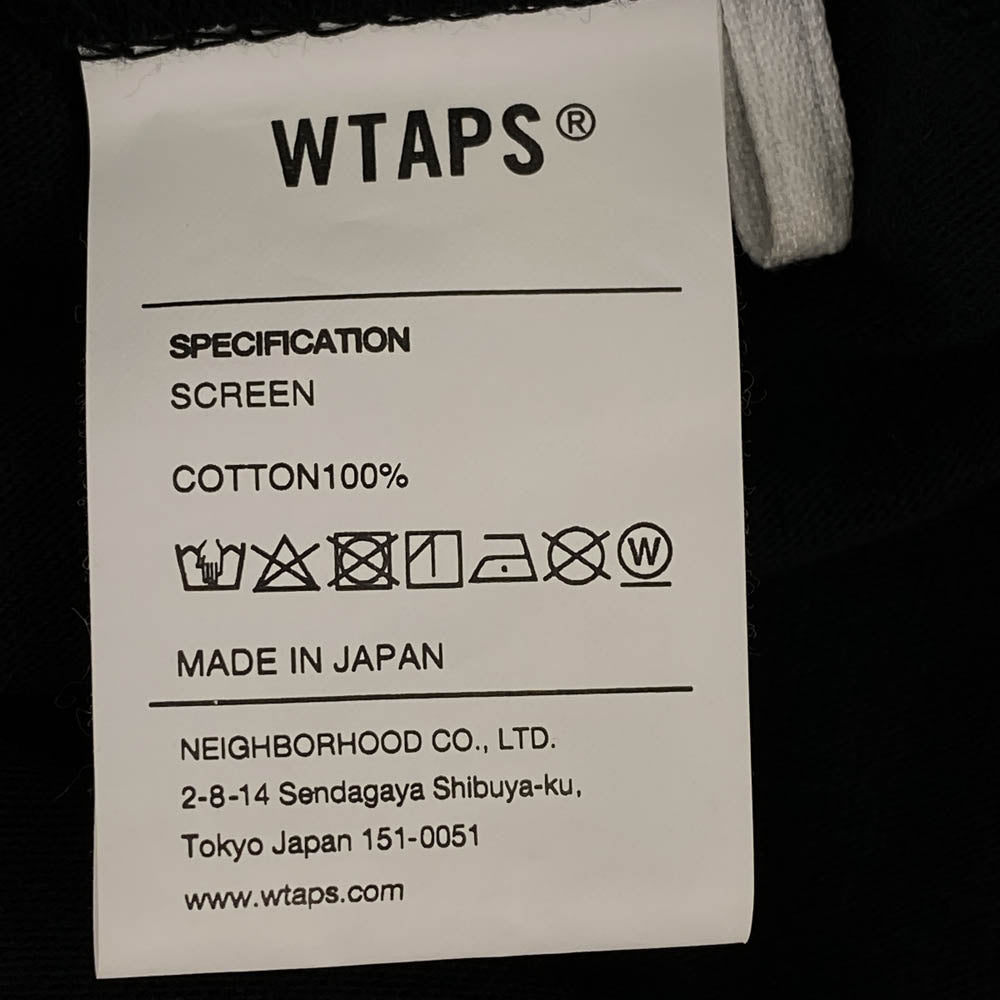 WTAPS®
SPECIFICATION
SCREEN
COTTON100%
W
MADE IN JAPAN
NEIGHBORHOOD CO., LTD.
2-8-14 Sendagaya Shibuya-ku,
Tokyo Japan 151-0051
www.wtaps.com